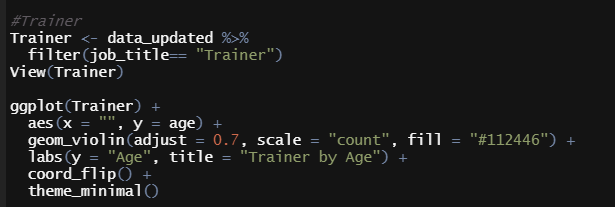 #Trainer
Trainer <- data_updated %>%
  filter(job_title== "Trainer")
View(Trainer)

ggplot(Trainer) +
  aes(x = "", y = age) +
  geom_violin(adjust = 0.7, scale = "count", fill = "#112446") +
  labs(y = "Age", title = "Trainer by Age") +
  coord_flip() +
  theme_minimal()